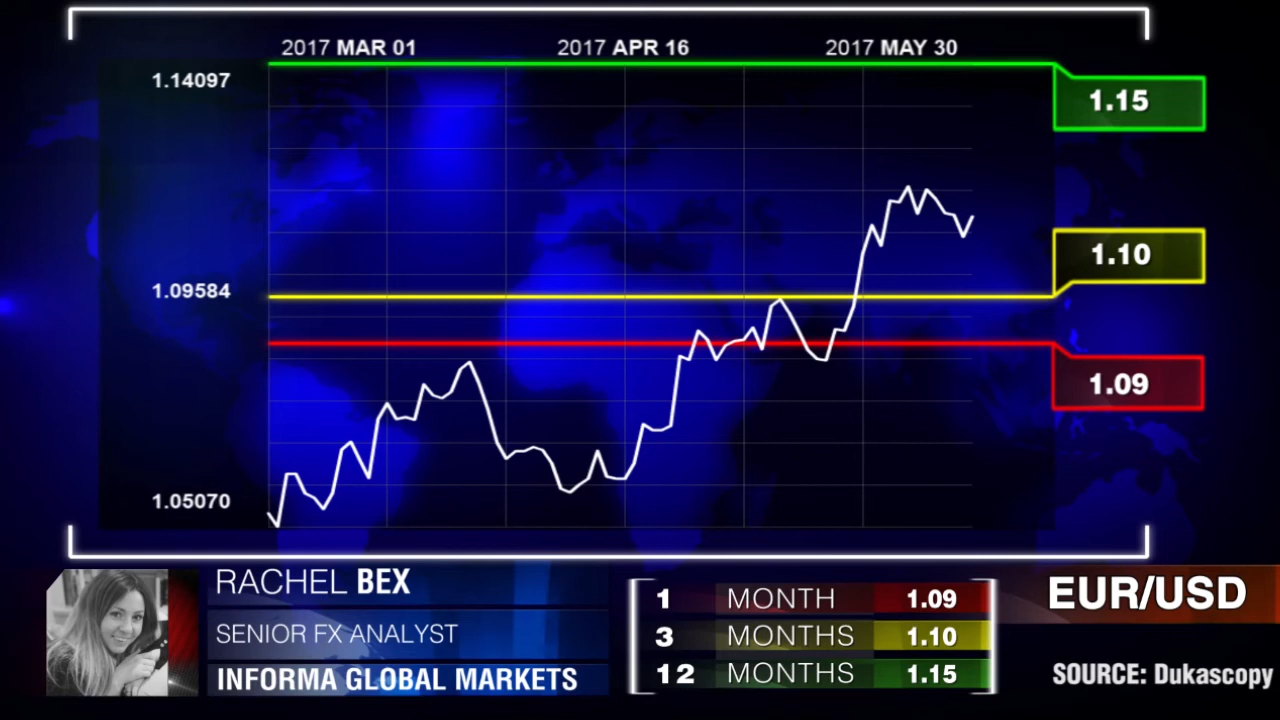 2017 MAR 01 2017 APR 16 2017 MAY 30
1.14097
1.15
1.10
1.09584
1.09
1.05070
RACHEL BEX
SENIOR FX ANALYST
INFORMA GLOBAL MARKETS
1 MONTH 1.09
3 MONTHS 1.10
12 MONTHS 1.15
EUR/USD
SOURCE: Dukascopy